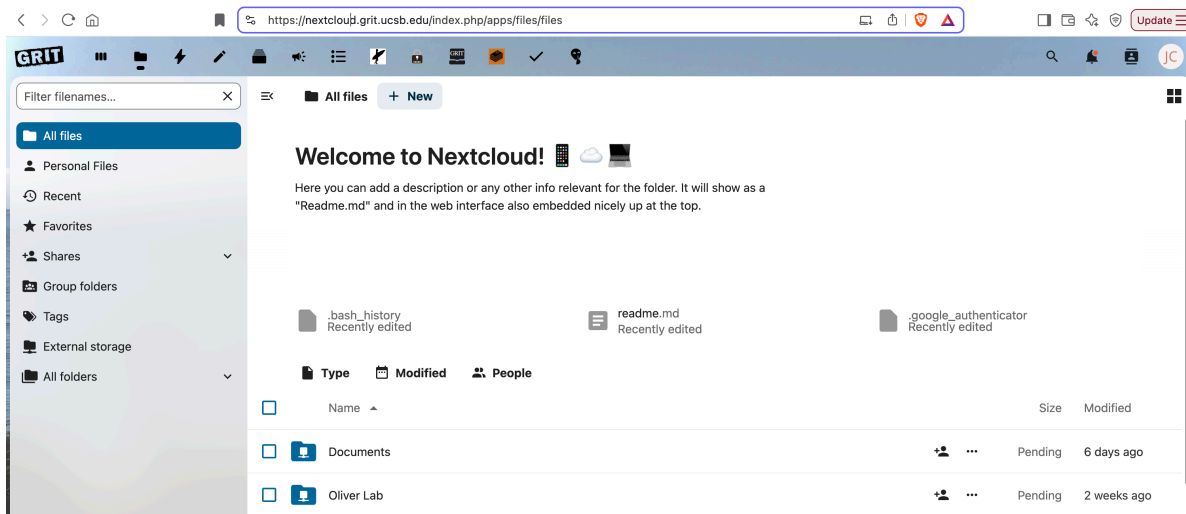 https://nextcloud.grit.ucsb.edu/index.php/apps/files/files
Update
GRIT
GRIT
JC
Filter filenames...
All files
New
All files
Personal Files
Recent
Favorites
Shares
Group folders
Tags
External storage
All folders
Welcome to Nextcloud!
Here you can add a description or any other info relevant for the folder. It will show as a
"Readme.md" and in the web interface also embedded nicely up at the top.
.bash_history
Recently edited
readme.md
Recently edited
.google_authenticator
Recently edited
Type
Modified
People
Name
Size
Modified
Documents
Pending
6 days ago
Oliver Lab
Pending
2 weeks ago